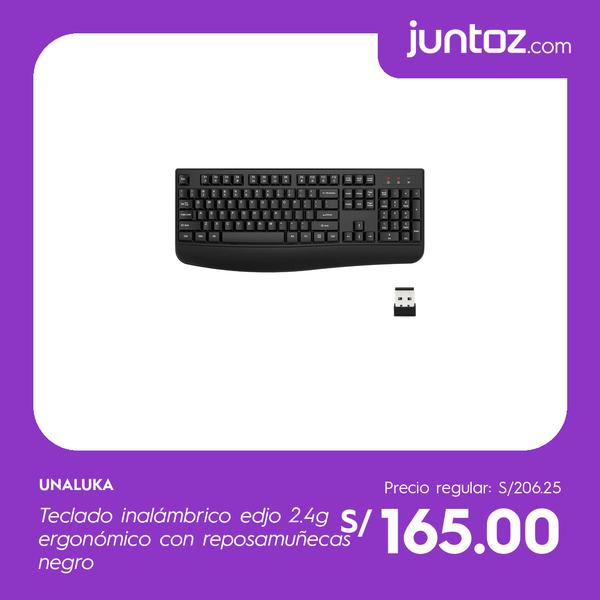 juntoz.com
UNALUKA
Precio regular: S/206.25
Teclado inalámbrico edjo 2.4g
ergonómico con reposamuñecas
negro
S/165.00